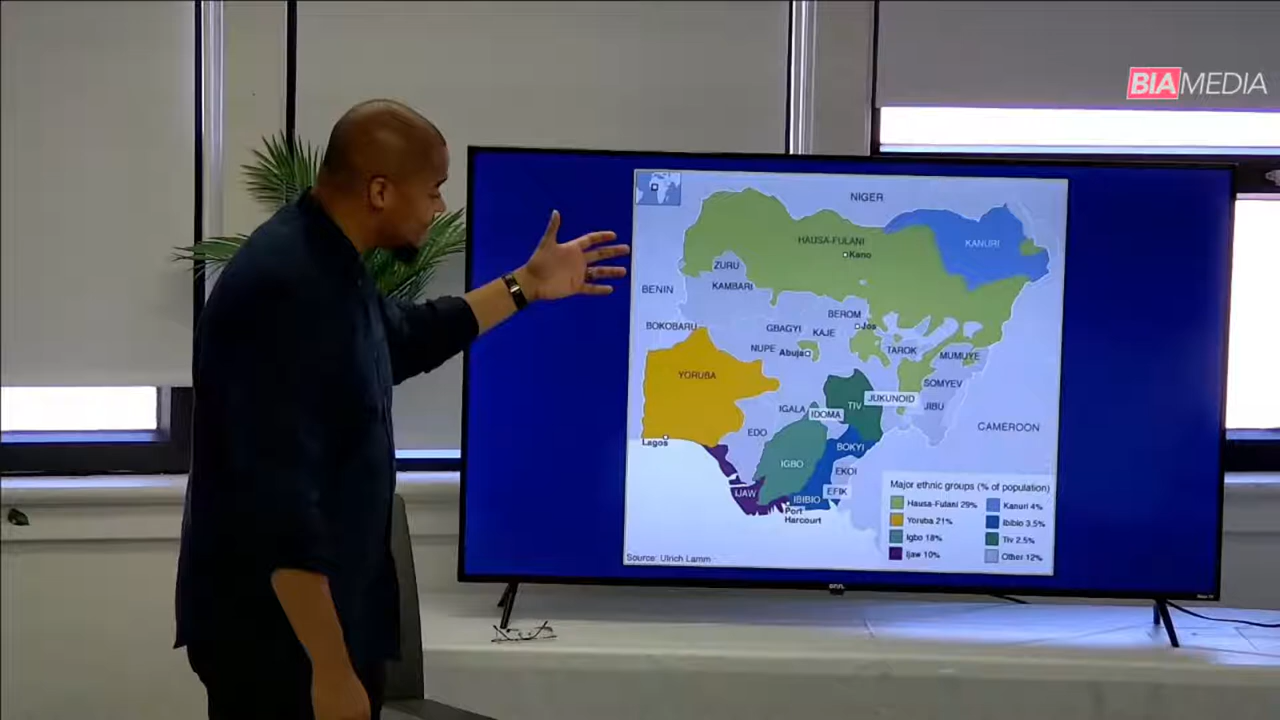 BIAMEDIA
NIGER
HAUSA-FULANI
Kano
KANURI
ZURU
KAMBARI
BENIN
BEROM
Jos
BOKOBARU
GBAGYI
KAJE
NUPE
Abuja
TAROK
MUMUYE
YORUBA
SOMYEV
JUKUNOID
JIBU
TIV
IGALA
IDOMA
CAMEROON
EDO
Lagos
BOKYI
IGBO
EKOI
IJAW
IBIBIO
EFIK
Port
Harcourt
Major ethnic groups (% of population)
Hausa-Fulani 29%
Kanuri 4%
Yoruba 21%
Ibibio 3.5%
Igbo 18%
Tiv 2.5%
Ijaw 10%
Other 12%
Source: Ulrich Lamm